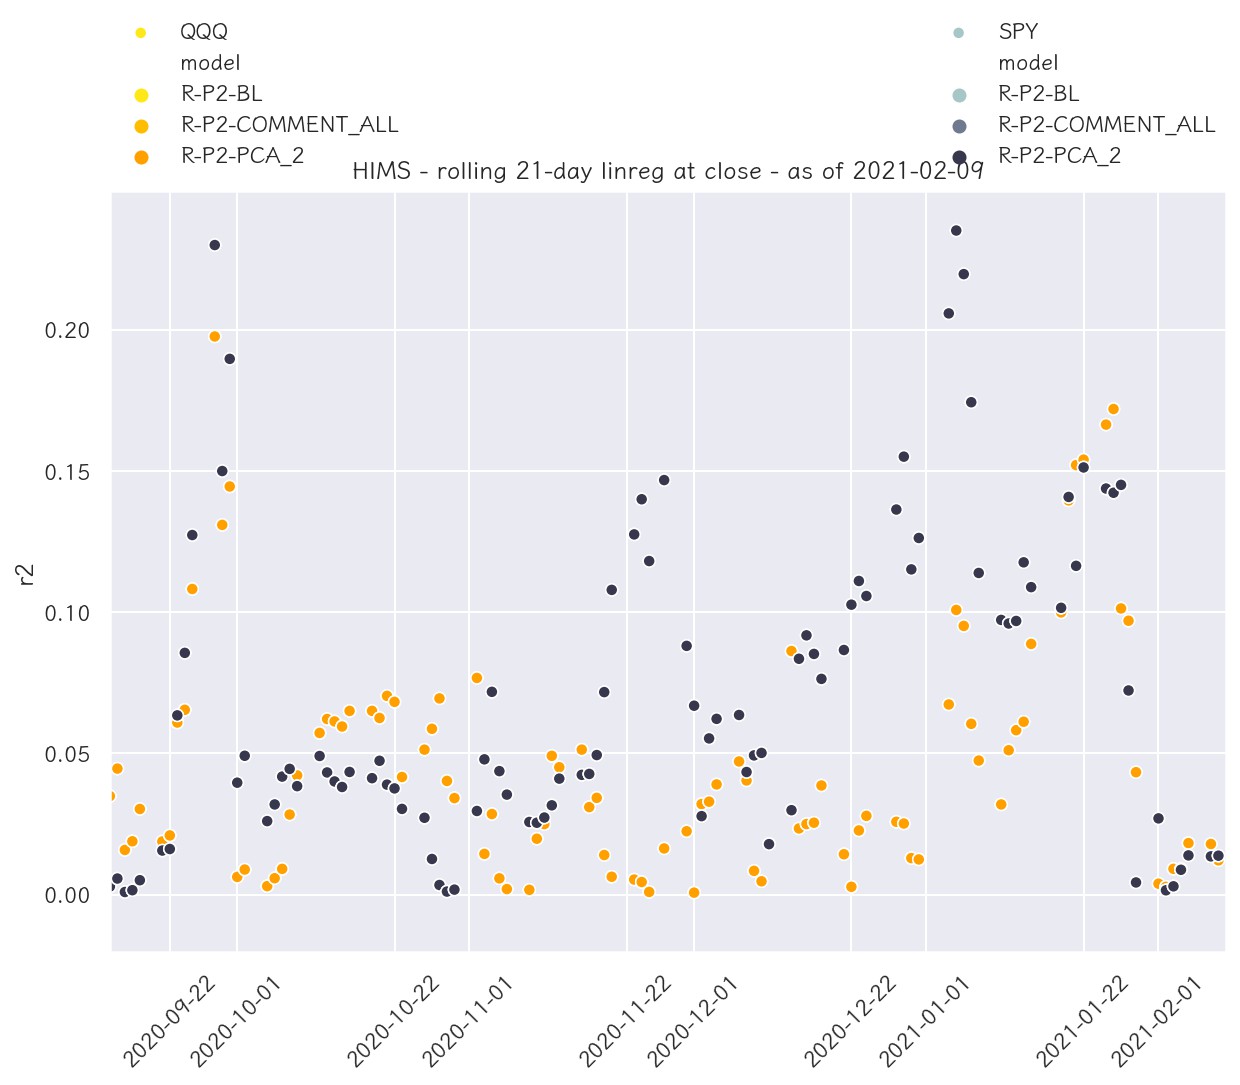 QQQ
model
R-P2-BL
R-P2-COMMENT_ALL
R-P2-PCA_2
SPY
model
R-P2-BL
R-P2-COMMENT_ALL
R-P2-PCA_2
HIMS - rolling 21-day linreg at close - as of 2021-02-09
r2
0.20
0.15
0.10
0.05
0.00
2020-09-22
2020-10-01
2020-10-22
2020-11-01
2020-11-22
2020-12-01
2020-12-22
2021-01-01
2021-01-22
2021-02-01